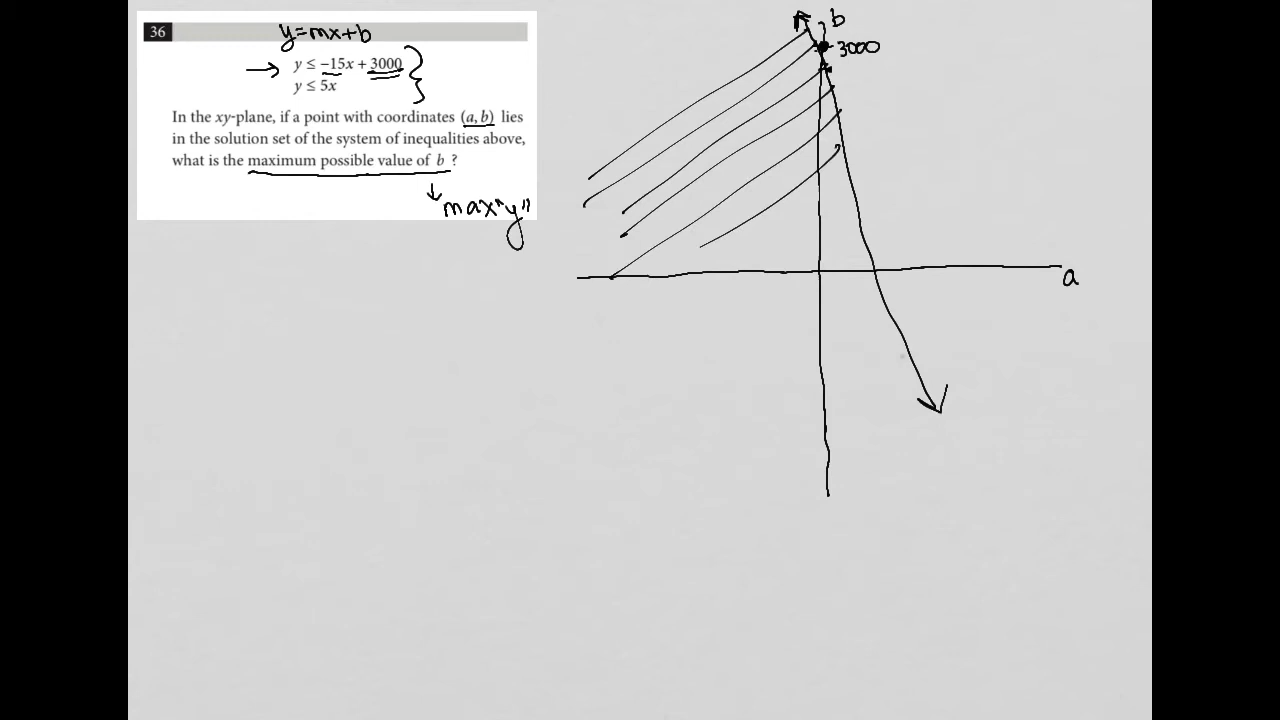 36
y=mx+b
y ≤ −15x + 3000
y ≤ 5x
In the xy-plane, if a point with coordinates (a, b) lies
in the solution set of the system of inequalities above,
what is the maximum possible value of b ?
max "y"
b
3000
a